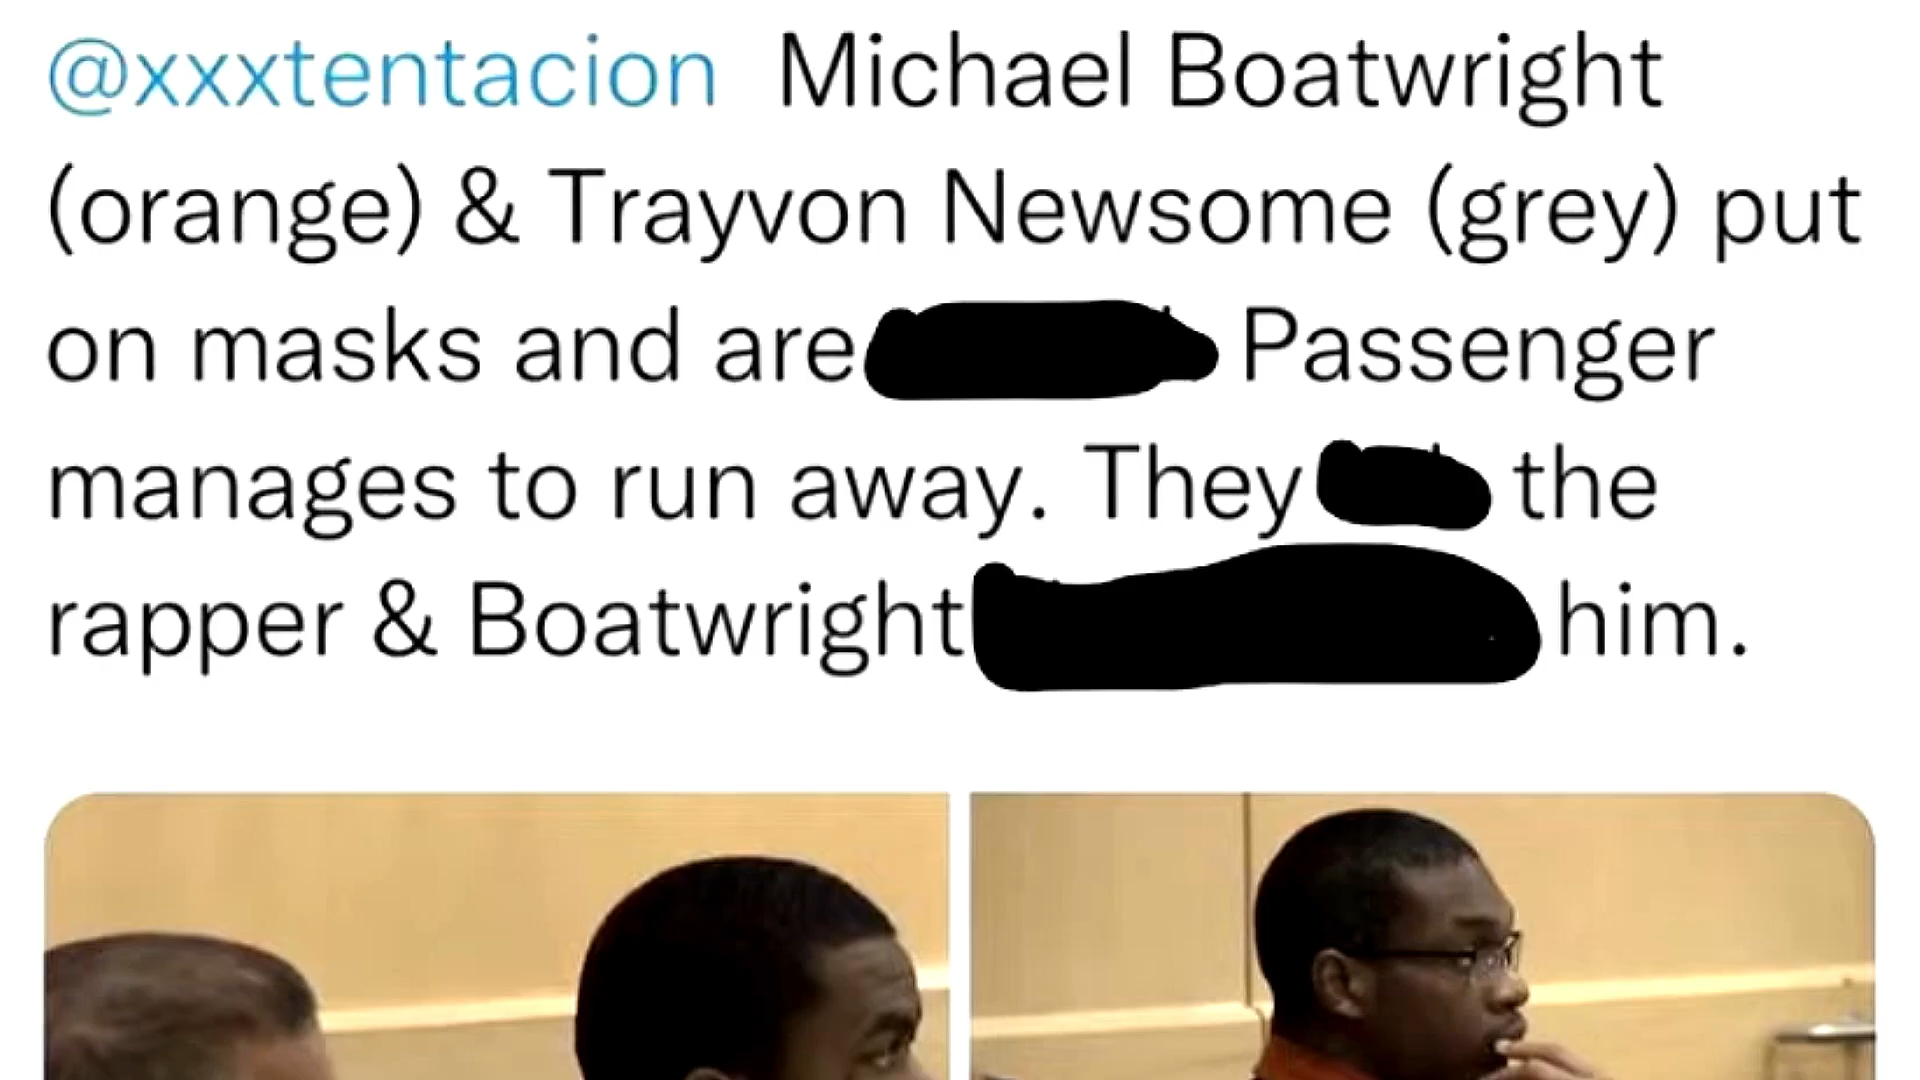 @xxxtentacion Michael Boatwright
(orange) & Trayvon Newsome (grey) put
on masks and are Passenger
manages to run away. They the
rapper & Boatwright him.